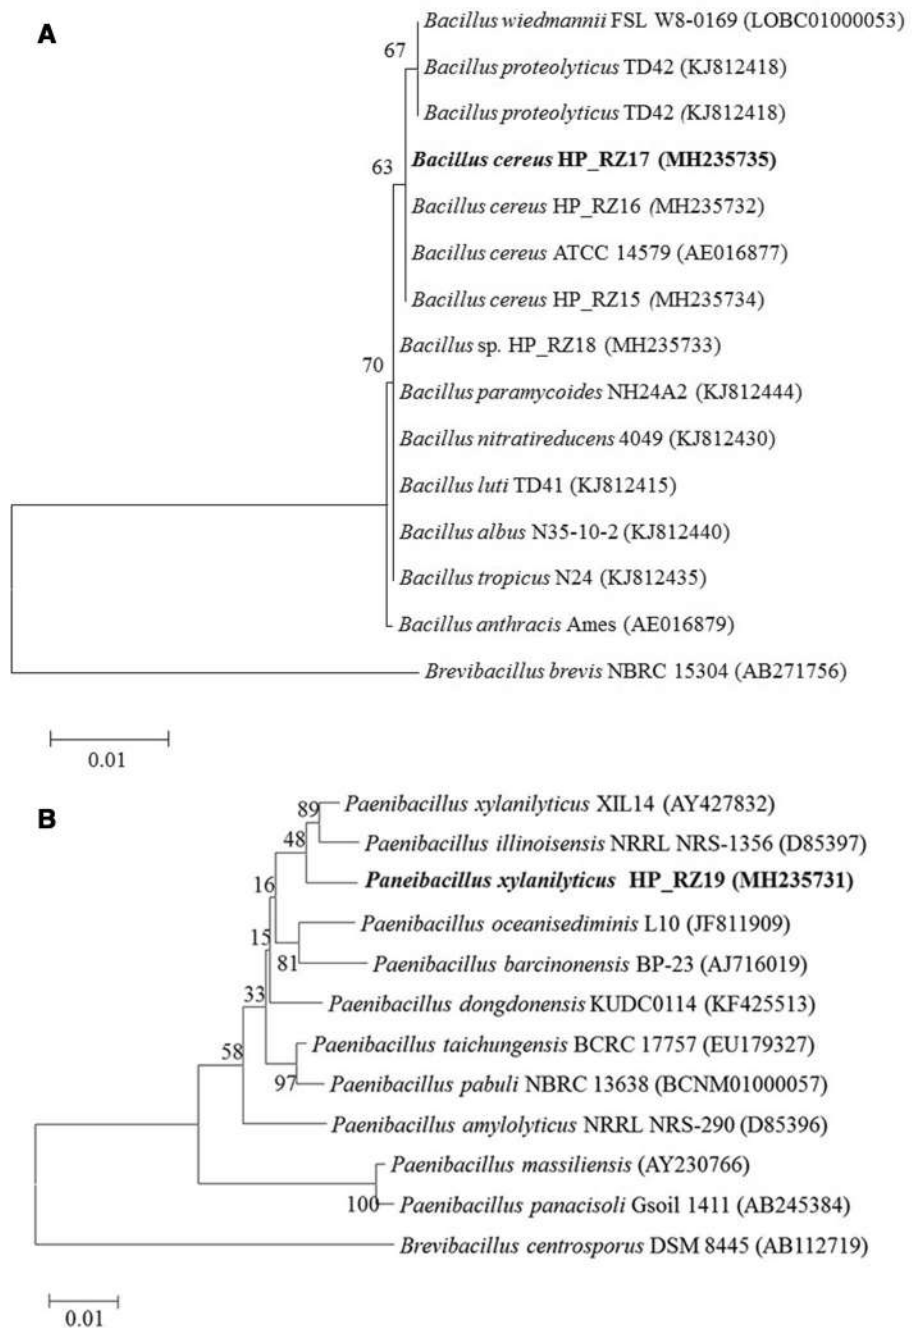 A
Bacillus wiedmannii FSL W8-0169 (LOBC01000053)
67
Bacillus proteolyticus TD42 (KJ812418)
Bacillus proteolyticus TD42 (KJ812418)
Bacillus cereus HP_RZ17 (MH235735)
63
Bacillus cereus HP_RZ16 (MH235732)
Bacillus cereus ATCC 14579 (AE016877)
Bacillus cereus HP_RZ15 (MH235734)
Bacillus sp. HP_RZ18 (MH235733)
70
Bacillus paramycoides NH24A2 (KJ812444)
Bacillus nitratireducens 4049 (KJ812430)
Bacillus luti TD41 (KJ812415)
Bacillus albus N35-10-2 (KJ812440)
Bacillus tropicus N24 (KJ812435)
Bacillus anthracis Ames (AE016879)
Brevibacillus brevis NBRC 15304 (AB271756)
0.01
B
Paenibacillus xylanilyticus XIL14 (AY427832)
89
48
Paenibacillus illinoisensis NRRL NRS-1356 (D85397)
Paneibacillus xylanilyticus HP_RZ19 (MH235731)
16
Paenibacillus oceanisediminis L10 (JF811909)
15
81
Paenibacillus barcinonensis BP-23 (AJ716019)
33
Paenibacillus dongdonensis KUDC0114 (KF425513)
58
Paenibacillus taichungensis BCRC 17757 (EU179327)
97
Paenibacillus pabuli NBRC 13638 (BCNM01000057)
Paenibacillus amylolyticus NRRL NRS-290 (D85396)
Paenibacillus massiliensis (AY230766)
100
Paenibacillus panacisoli Gsoil 1411 (AB245384)
Brevibacillus centrosporus DSM 8445 (AB112719)
0.01